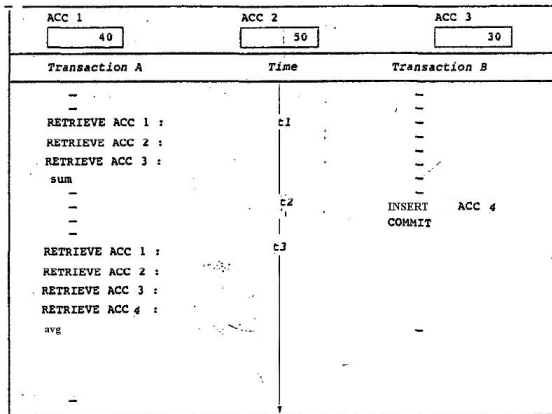 ACC 1 ACC 2 ACC 3
40 50 30
Transaction A Time Transaction B
RETRIEVE ACC 1 : t1
RETRIEVE ACC 2 :
RETRIEVE ACC 3 :
sum
t2 INSERT ACC 4
COMMIT
RETRIEVE ACC 1 : t3
RETRIEVE ACC 2 :
RETRIEVE ACC 3 :
RETRIEVE ACC 4 :
avg